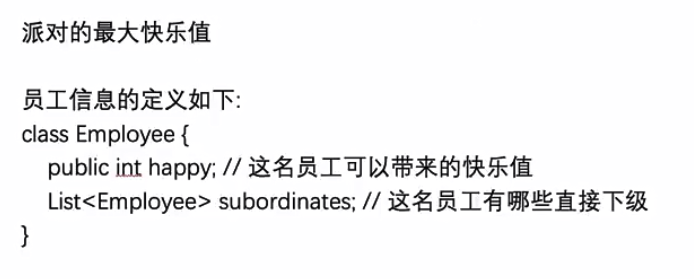 派对的最大快乐值
员工信息的定义如下:
class Employee {
public int happy; // 这名员工可以带来的快乐值
List<Employee> subordinates; // 这名员工有哪些直接下级
}